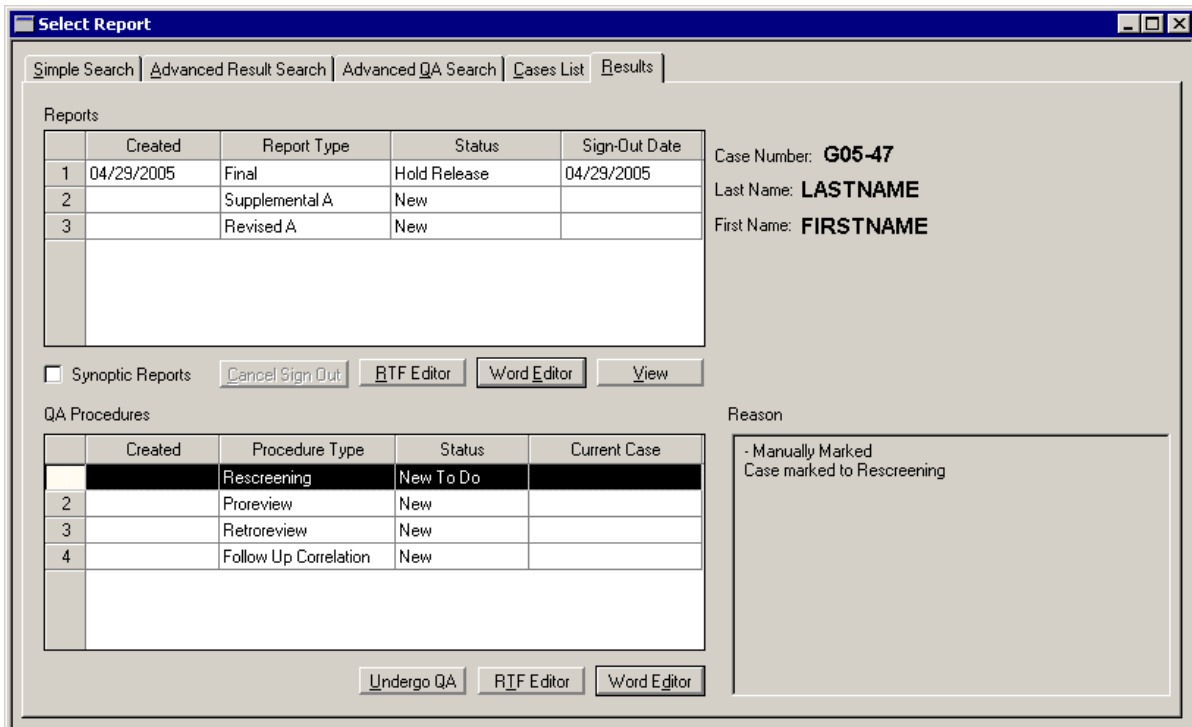 Select Report
Simple Search Advanced Result Search Advanced QA Search Cases List Results
Reports
Created Report Type Status Sign-Out Date
1 04/29/2005 Final Hold Release 04/29/2005
2 Supplemental A New
3 Revised A New
Case Number: G05-47
Last Name: LASTNAME
First Name: FIRSTNAME
Synoptic Reports Cancel Sign Out RTF Editor Word Editor View
QA Procedures
Created Procedure Type Status Current Case
Rescreening New To Do
2 Proreview New
3 Retroreview New
4 Follow Up Correlation New
Reason
- Manually Marked
Case marked to Rescreening
Undergo QA RTF Editor Word Editor